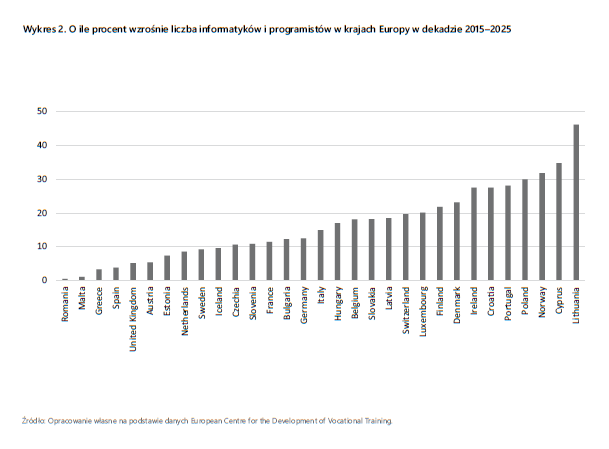 Wykres 2. O ile procent wzrośnie liczba informatyków i programistów w krajach Europy w dekadzie 2015–2025
50
40
30
20
10
0
Romania
Malta
Greece
Spain
United Kingdom
Austria
Estonia
Netherlands
Sweden
Iceland
Czechia
Slovenia
France
Bulgaria
Germany
Italy
Hungary
Belgium
Slovakia
Latvia
Switzerland
Luxembourg
Finland
Denmark
Ireland
Croatia
Portugal
Poland
Norway
Cyprus
Lithuania
Źródło: Opracowanie własne na podstawie danych European Centre for the Development of Vocational Training.